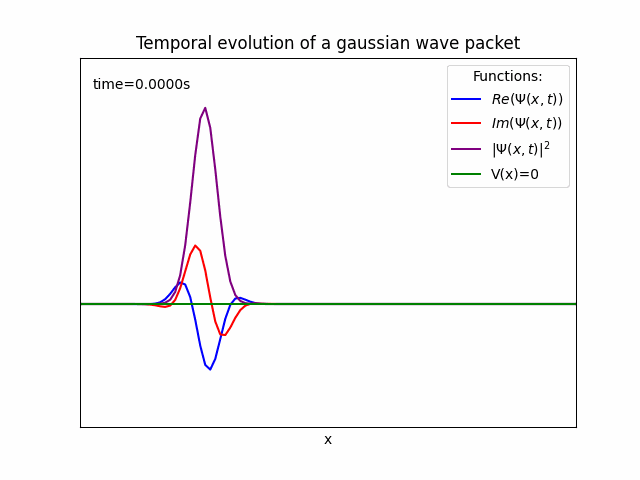 Temporal evolution of a gaussian wave packet
time=0.0000s
Functions:
Re(Ψ(x, t))
Im(Ψ(x, t))
|Ψ(x, t)|²
V(x)=0
x